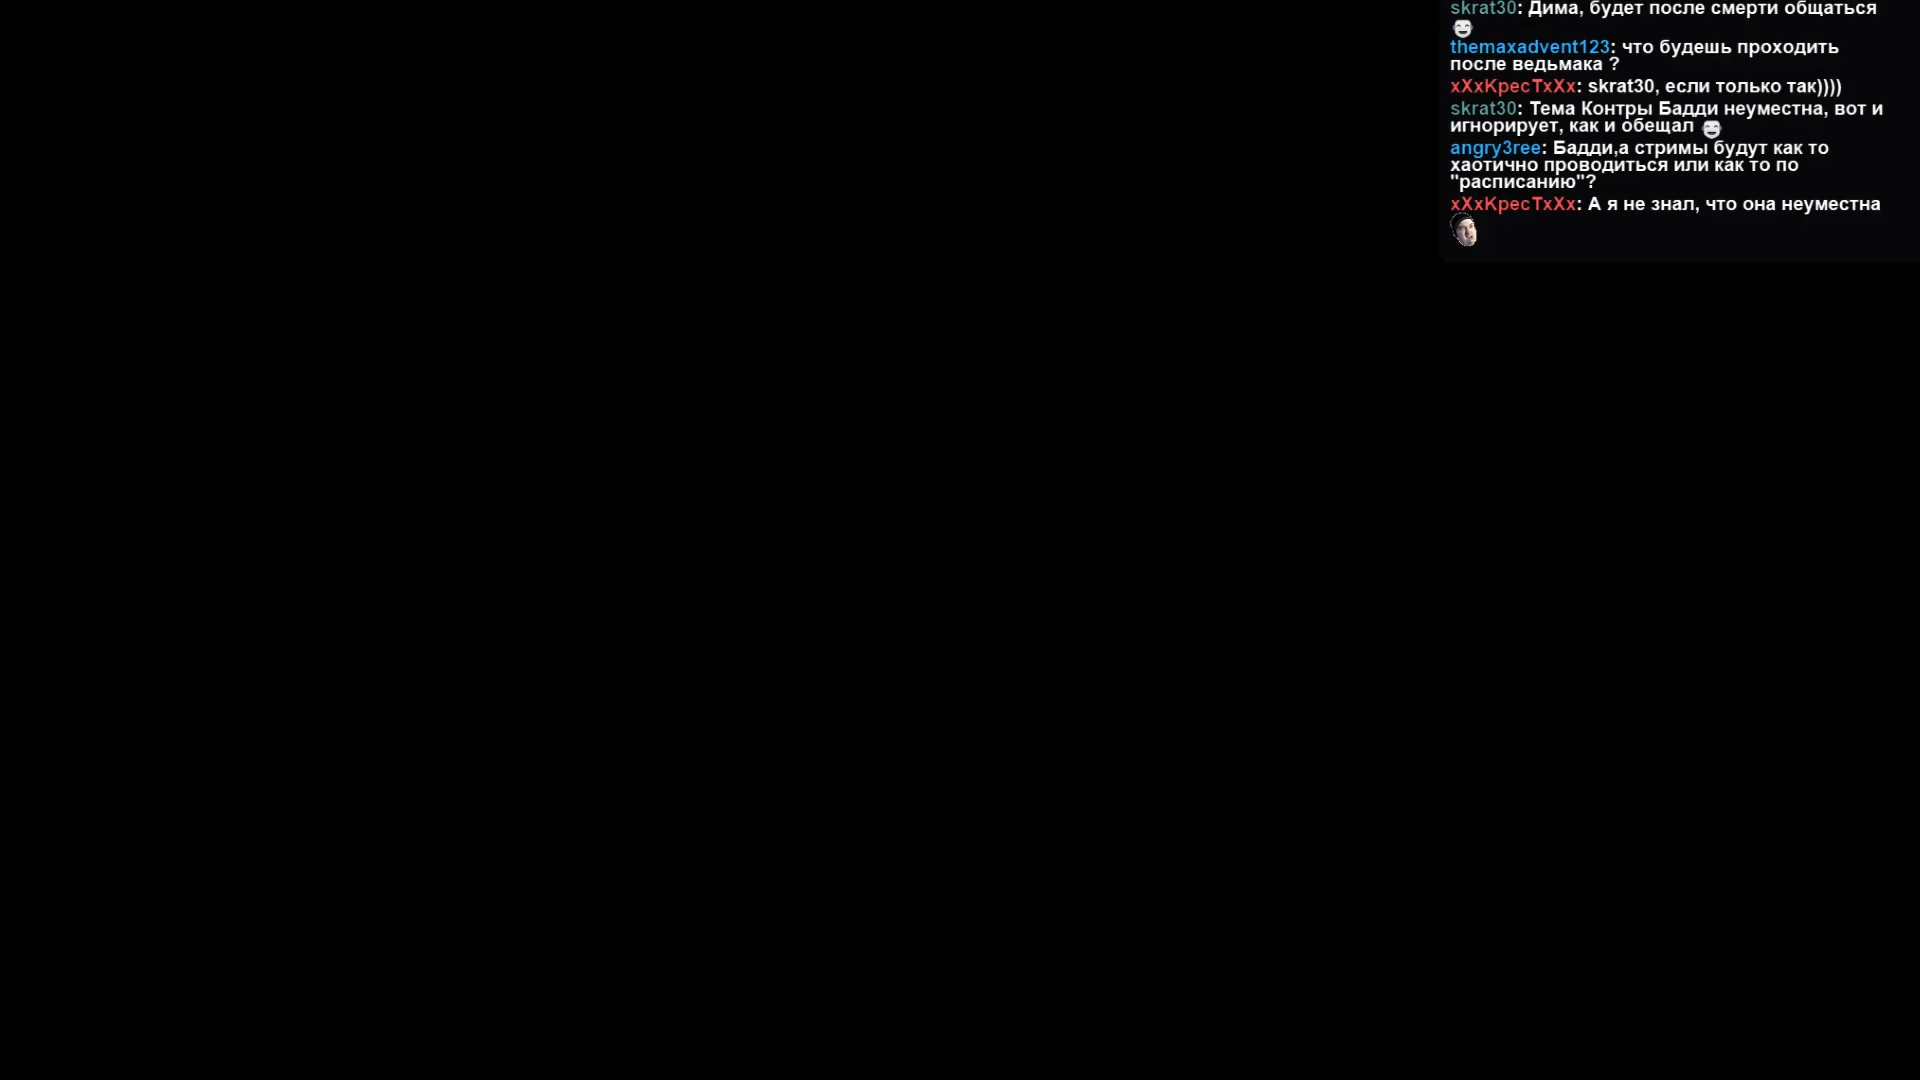 skrat30: Дима, будет после смерти общаться
themaxadvent123: что будешь проходить
после ведьмака ?
xXxKpecTxXx: skrat30, если только так))))
skrat30: Тема Контры Бадди неуместна, вот и
игнорирует, как и обещал
angry3ree: Бадди,а стримы будут как то
хаотично проводиться или как то по
"расписанию"?
xXxKpecTxXx: А я не знал, что она неуместна